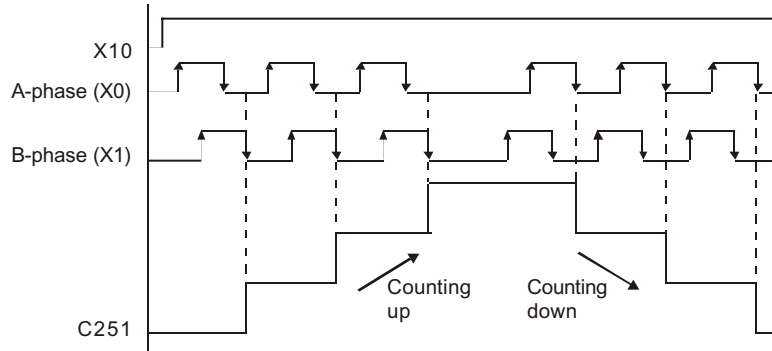 X10
A-phase (X0)
B-phase (X1)
Counting
up
Counting
down
C251